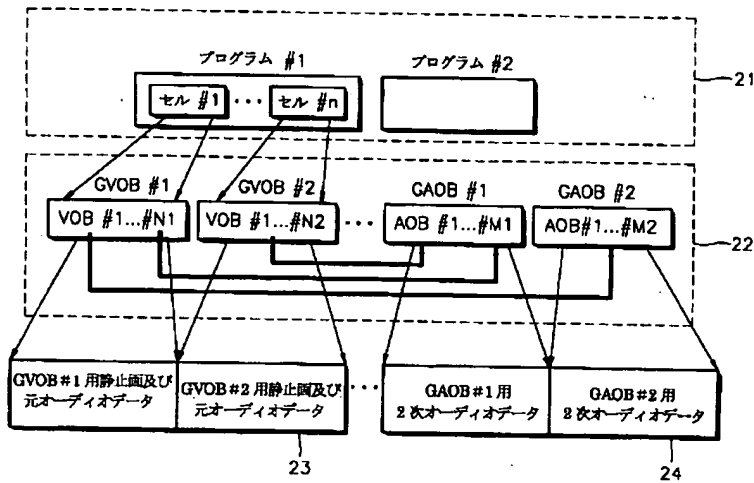 プログラム #1
プログラム #2
21
セル #1
・・・
セル #n
GVOB #1
GVOB #2
GAOB #1
GAOB #2
VOB #1...#N1
VOB #1...#N2
・・・
AOB #1...#M1
AOB#1...#M2
22
GVOB#1用静止画及び
元オーディオデータ
GVOB#2用静止画及び
元オーディオデータ
・・・
GAOB#1用
2次オーディオデータ
GAOB#2用
2次オーディオデータ
23
24